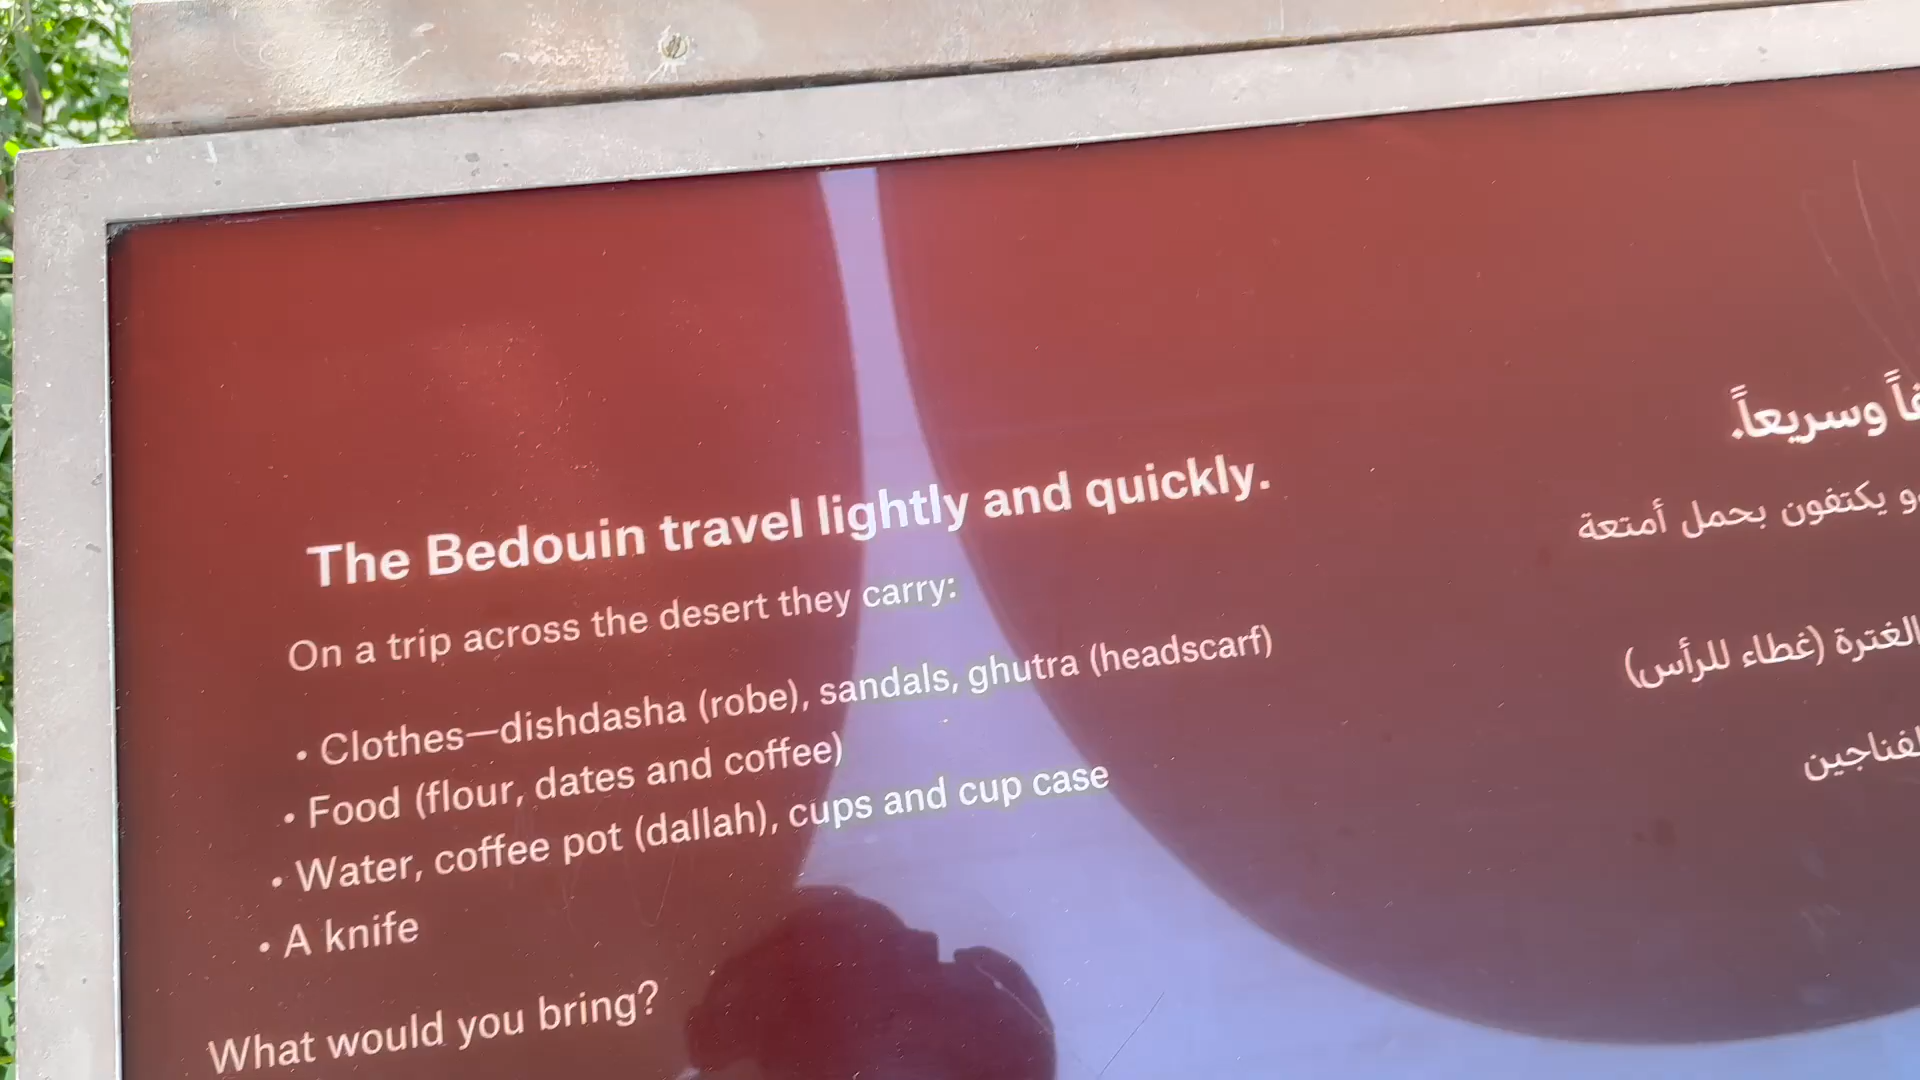 The Bedouin travel lightly and quickly.
On a trip across the desert they carry:
• Clothes—dishdasha (robe), sandals, ghutra (headscarf)
• Food (flour, dates and coffee)
• Water, coffee pot (dallah), cups and cup case
• A knife
What would you bring?
وسريعاً.
يكتفون بحمل أمتعة
الغترة (غطاء للرأس)